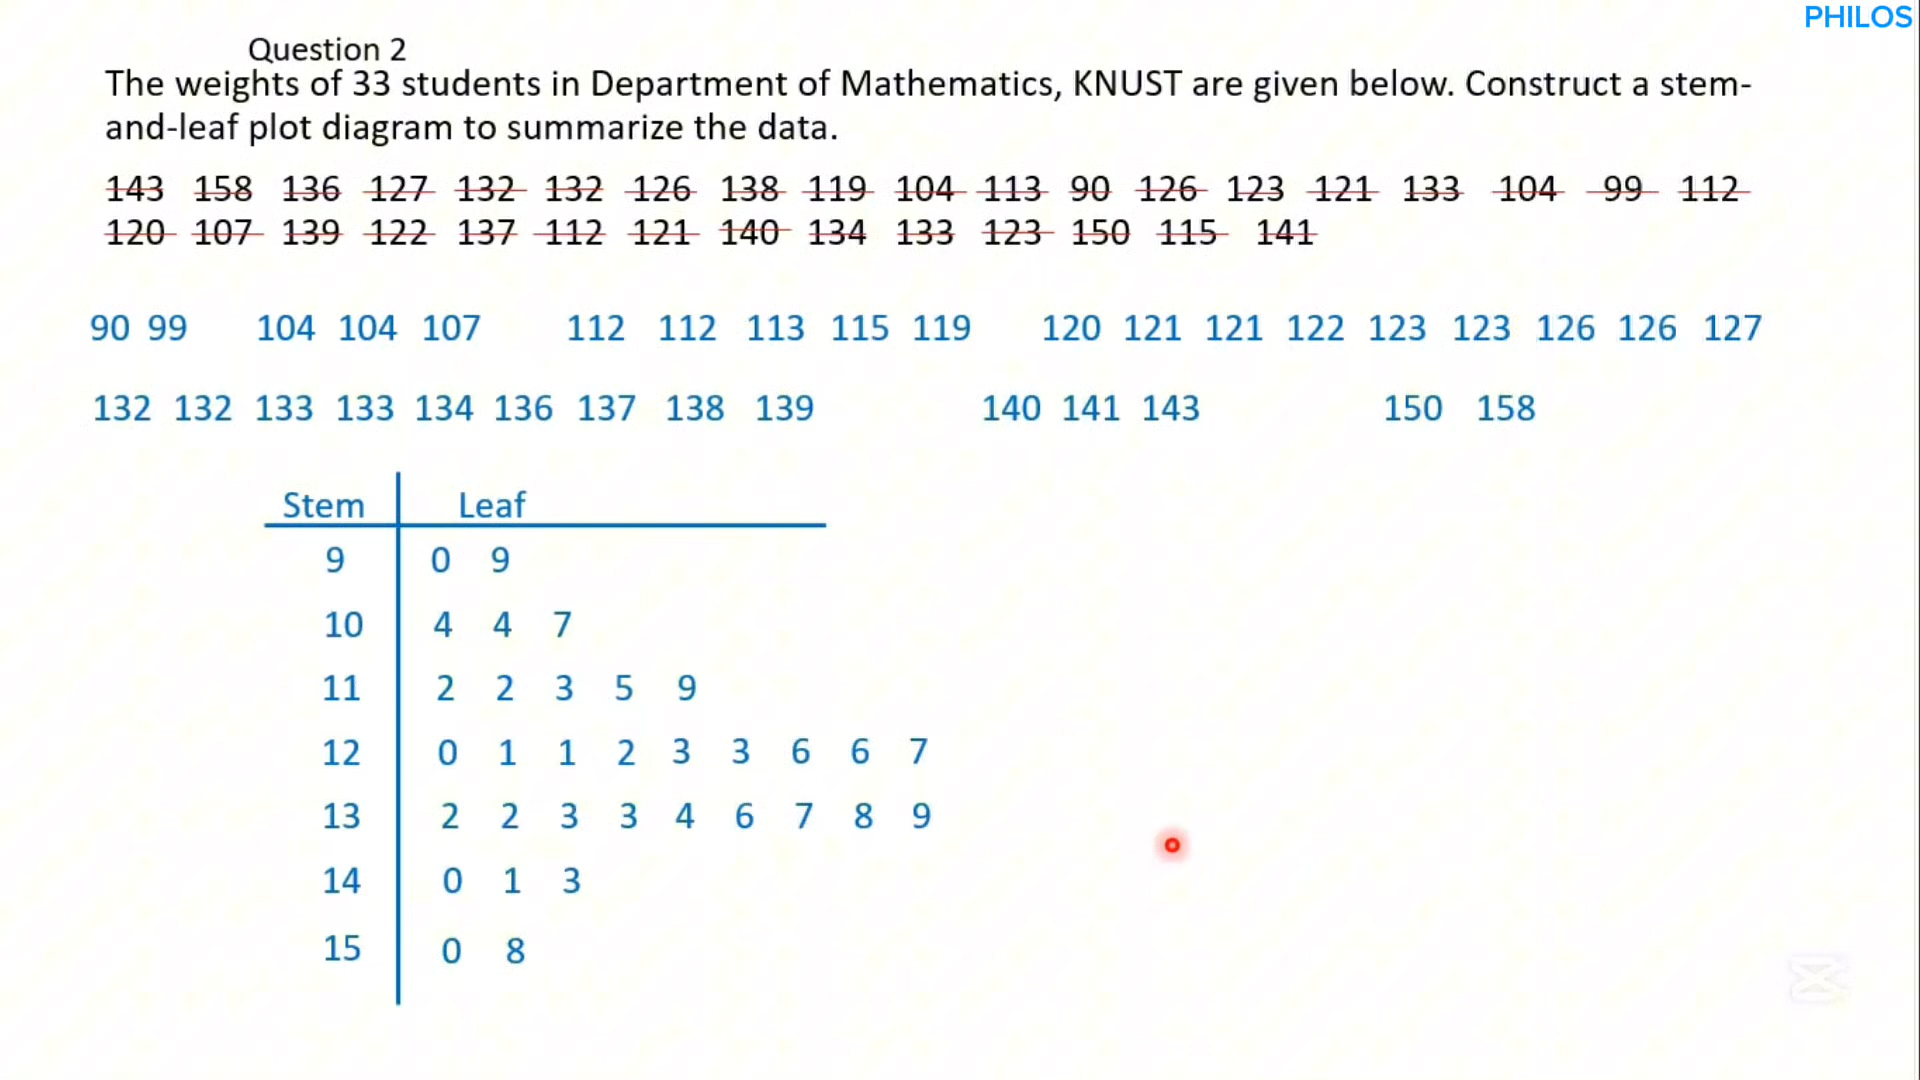 PHILOS
Question 2
The weights of 33 students in Department of Mathematics, KNUST are given below. Construct a stem-
and-leaf plot diagram to summarize the data.
143 158 136 127 132 132 126 138 119 104 113 90 126 123 121 133 104 99 112
120 107 139 122 137 112 121 140 134 133 123 150 115 141
90 99 104 104 107 112 112 113 115 119 120 121 121 122 123 123 126 126 127
132 132 133 133 134 136 137 138 139 140 141 143 150 158
Stem Leaf
9 0 9
10 4 4 7
11 2 2 3 5 9
12 0 1 1 2 3 3 6 6 7
13 2 2 3 3 4 6 7 8 9
14 0 1 3
15 0 8